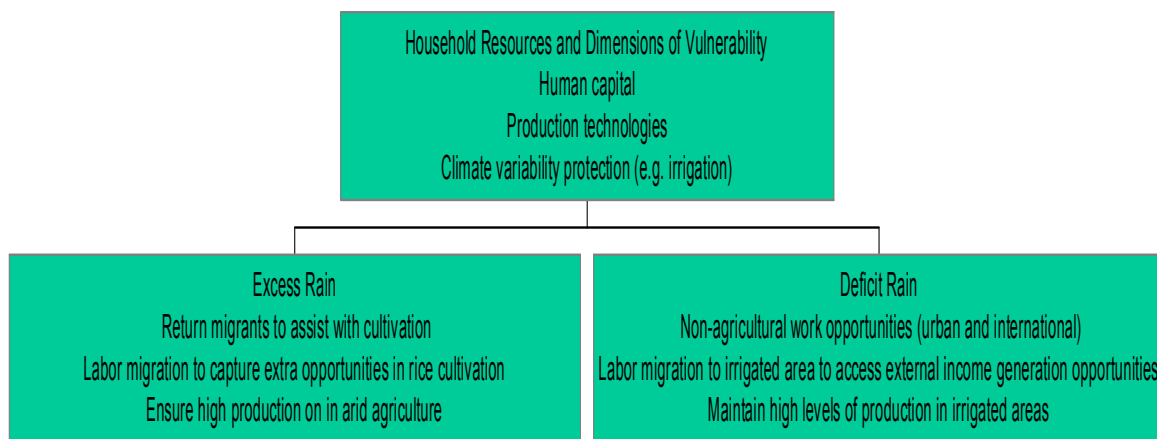 Household Resources and Dimensions of Vulnerability
Human capital
Production technologies
Climate variability protection (e.g. irrigation)
Excess Rain
Return migrants to assist with cultivation
Labor migration to capture extra opportunities in rice cultivation
Ensure high production on in arid agriculture
Deficit Rain
Non-agricultural work opportunities (urban and international)
Labor migration to irrigated area to access external income generation opportunities
Maintain high levels of production in irrigated areas